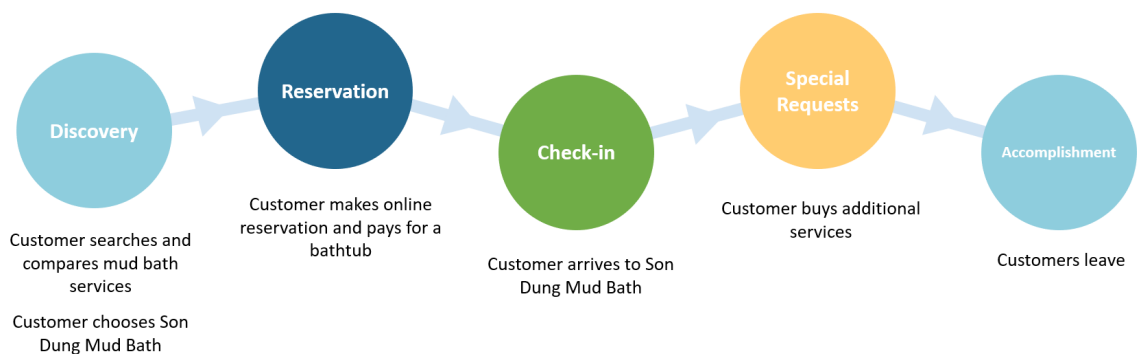 Discovery
Customer searches and
compares mud bath
services
Customer chooses Son
Dung Mud Bath
Reservation
Customer makes online
reservation and pays for a
bathtub
Check-in
Customer arrives to Son
Dung Mud Bath
Special
Requests
Customer buys additional
services
Accomplishment
Customers leave